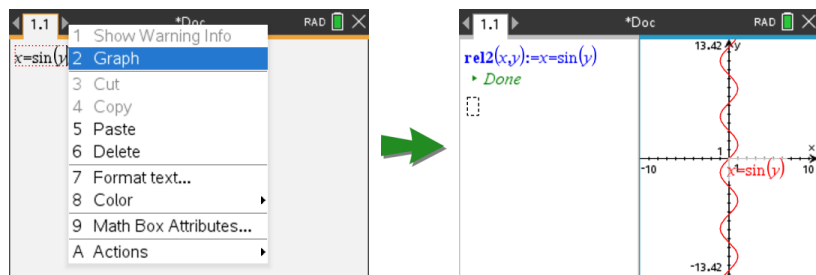 1.1 *Doc RAD
x=sin(y
1 Show Warning Info
2 Graph
3 Cut
4 Copy
5 Paste
6 Delete
7 Format text...
8 Color
9 Math Box Attributes...
A Actions
1.1 *Doc RAD
rel2(x,y):=x=sin(y)
Done
13.42 y
x
1
-10 1 10
x=sin(y)
-13.42